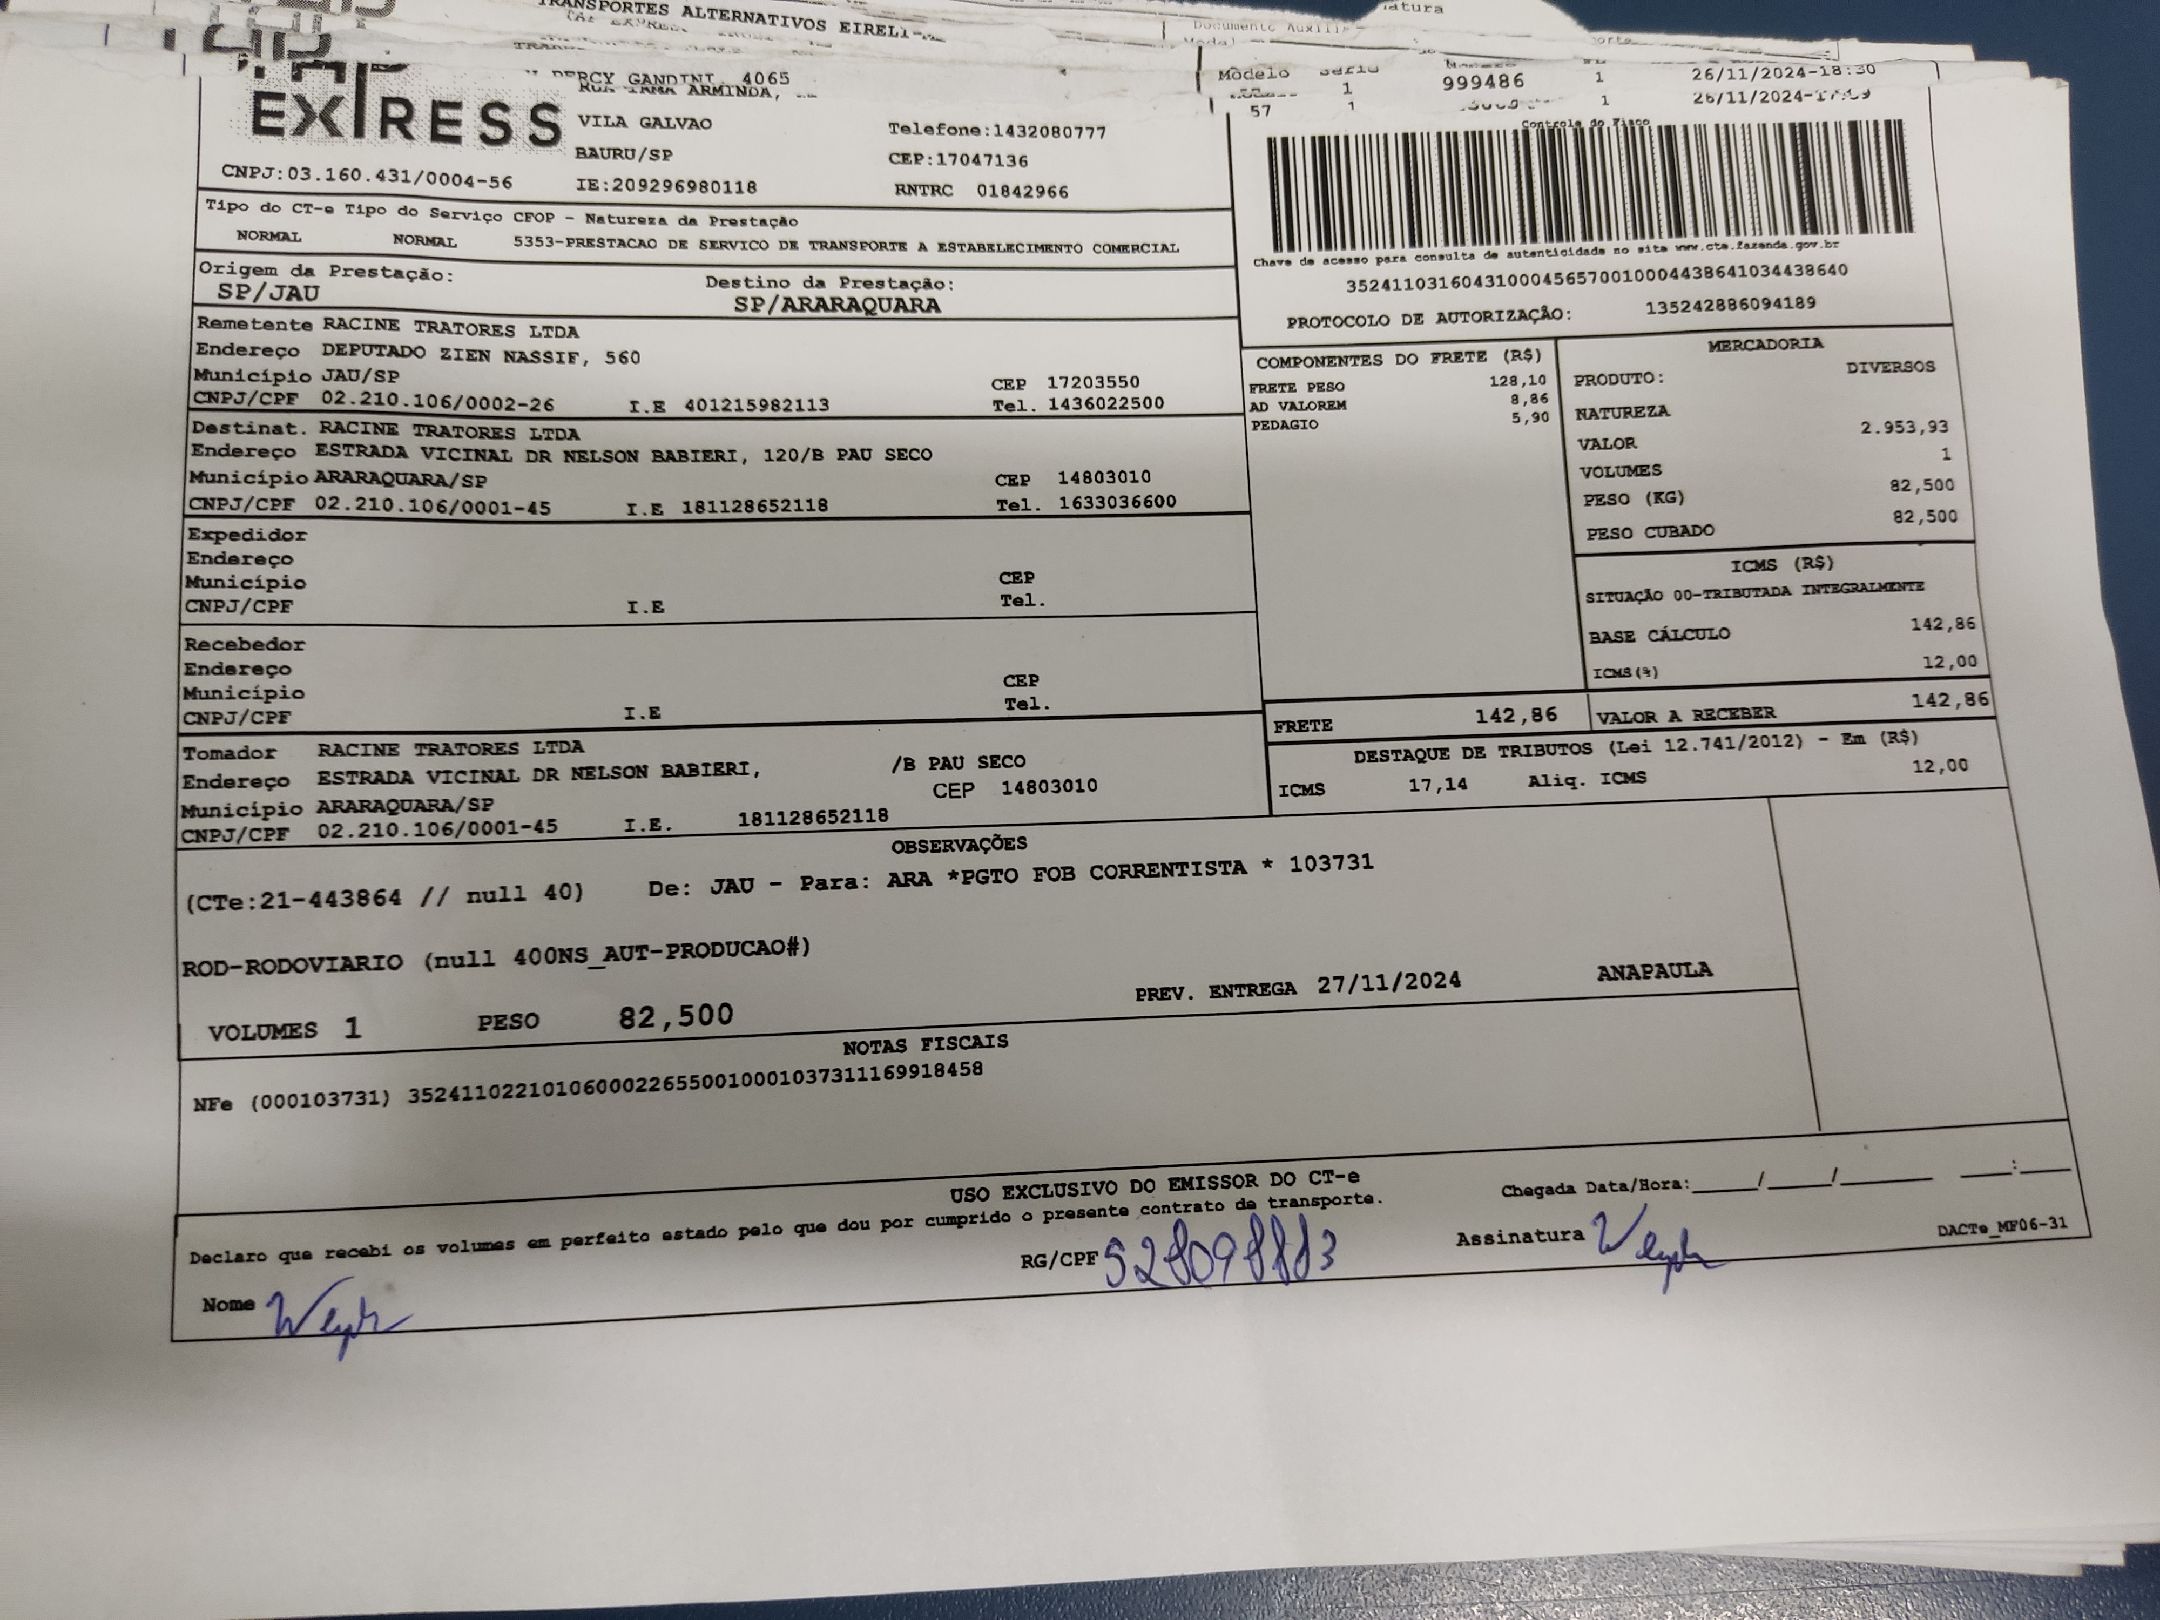 TRANSPORTES ALTERNATIVOS EIRELI
Documento
DERCY GANDINI, 4065
ARMINDA,
EXPRESS
VILA GALVAO
Telefone:1432080777
BAURU/SP
CEP:17047136
CNPJ:03.160.431/0004-56
IE:209296980118
RNTRC 01842966
Modelo
1
999486
1
26/11/2024-18:30
57
1
1
Controle do Fisco
Tipo do CT-e Tipo do Serviço CFOP - Natureza da Prestação
NORMAL NORMAL 5353-PRESTACAO DE SERVICO DE TRANSPORTE A ESTABELECIMENTO COMERCIAL
Chave de acesso para consulta de autenticidade no site www.cte.fazenda.gov.br
35241103160431000456570010004438641034438640
PROTOCOLO DE AUTORIZAÇÃO: 135242886094189
Origem da Prestação:
SP/JAU
Destino da Prestação:
SP/ARARAQUARA
Remetente RACINE TRATORES LTDA
Endereço DEPUTADO ZIEN NASSIF, 560
Município JAU/SP CEP 17203550
CNPJ/CPF 02.210.106/0002-26 I.E 401215982113 Tel. 1436022500
Destinat. RACINE TRATORES LTDA
Endereço ESTRADA VICINAL DR NELSON BABIERI, 120/B PAU SECO
Município ARARAQUARA/SP CEP 14803010
CNPJ/CPF 02.210.106/0001-45 I.E 181128652118 Tel. 1633036600
Expedidor
Endereço
Município CEP
CNPJ/CPF I.E Tel.
Recebedor
Endereço
Município CEP
CNPJ/CPF I.E Tel.
Tomador RACINE TRATORES LTDA
Endereço ESTRADA VICINAL DR NELSON BABIERI, /B PAU SECO
Município ARARAQUARA/SP CEP 14803010
CNPJ/CPF 02.210.106/0001-45 I.E. 181128652118
COMPONENTES DO FRETE (R$)
FRETE PESO 128,10
AD VALOREM 8,86
PEDAGIO 5,90
MERCADORIA
PRODUTO: DIVERSOS
NATUREZA
VALOR 2.953,93
VOLUMES 1
PESO (KG) 82,500
PESO CUBADO 82,500
ICMS (R$)
SITUAÇÃO 00-TRIBUTADA INTEGRALMENTE
BASE CÁLCULO 142,86
ICMS(%) 12,00
FRETE 142,86 VALOR A RECEBER 142,86
DESTAQUE DE TRIBUTOS (Lei 12.741/2012) - Em (R$)
ICMS 17,14 Aliq. ICMS 12,00
OBSERVAÇÕES
(CTe:21-443864 // null 40) De: JAU - Para: ARA *PGTO FOB CORRENTISTA * 103731
ROD-RODOVIARIO (null 400NS_AUT-PRODUCAO#)
VOLUMES 1 PESO 82,500 PREV. ENTREGA 27/11/2024 ANAPAULA
NOTAS FISCAIS
NFe (000103731) 35241102210106000226550010001037311169918458
USO EXCLUSIVO DO EMISSOR DO CT-e
Declaro que recebi os volumes em perfeito estado pelo que dou por cumprido o presente contrato de transporte.
Chegada Data/Hora:_____/_____/_______ ____:____
Nome
RG/CPF 528098883
Assinatura
DACTe_MF06-31